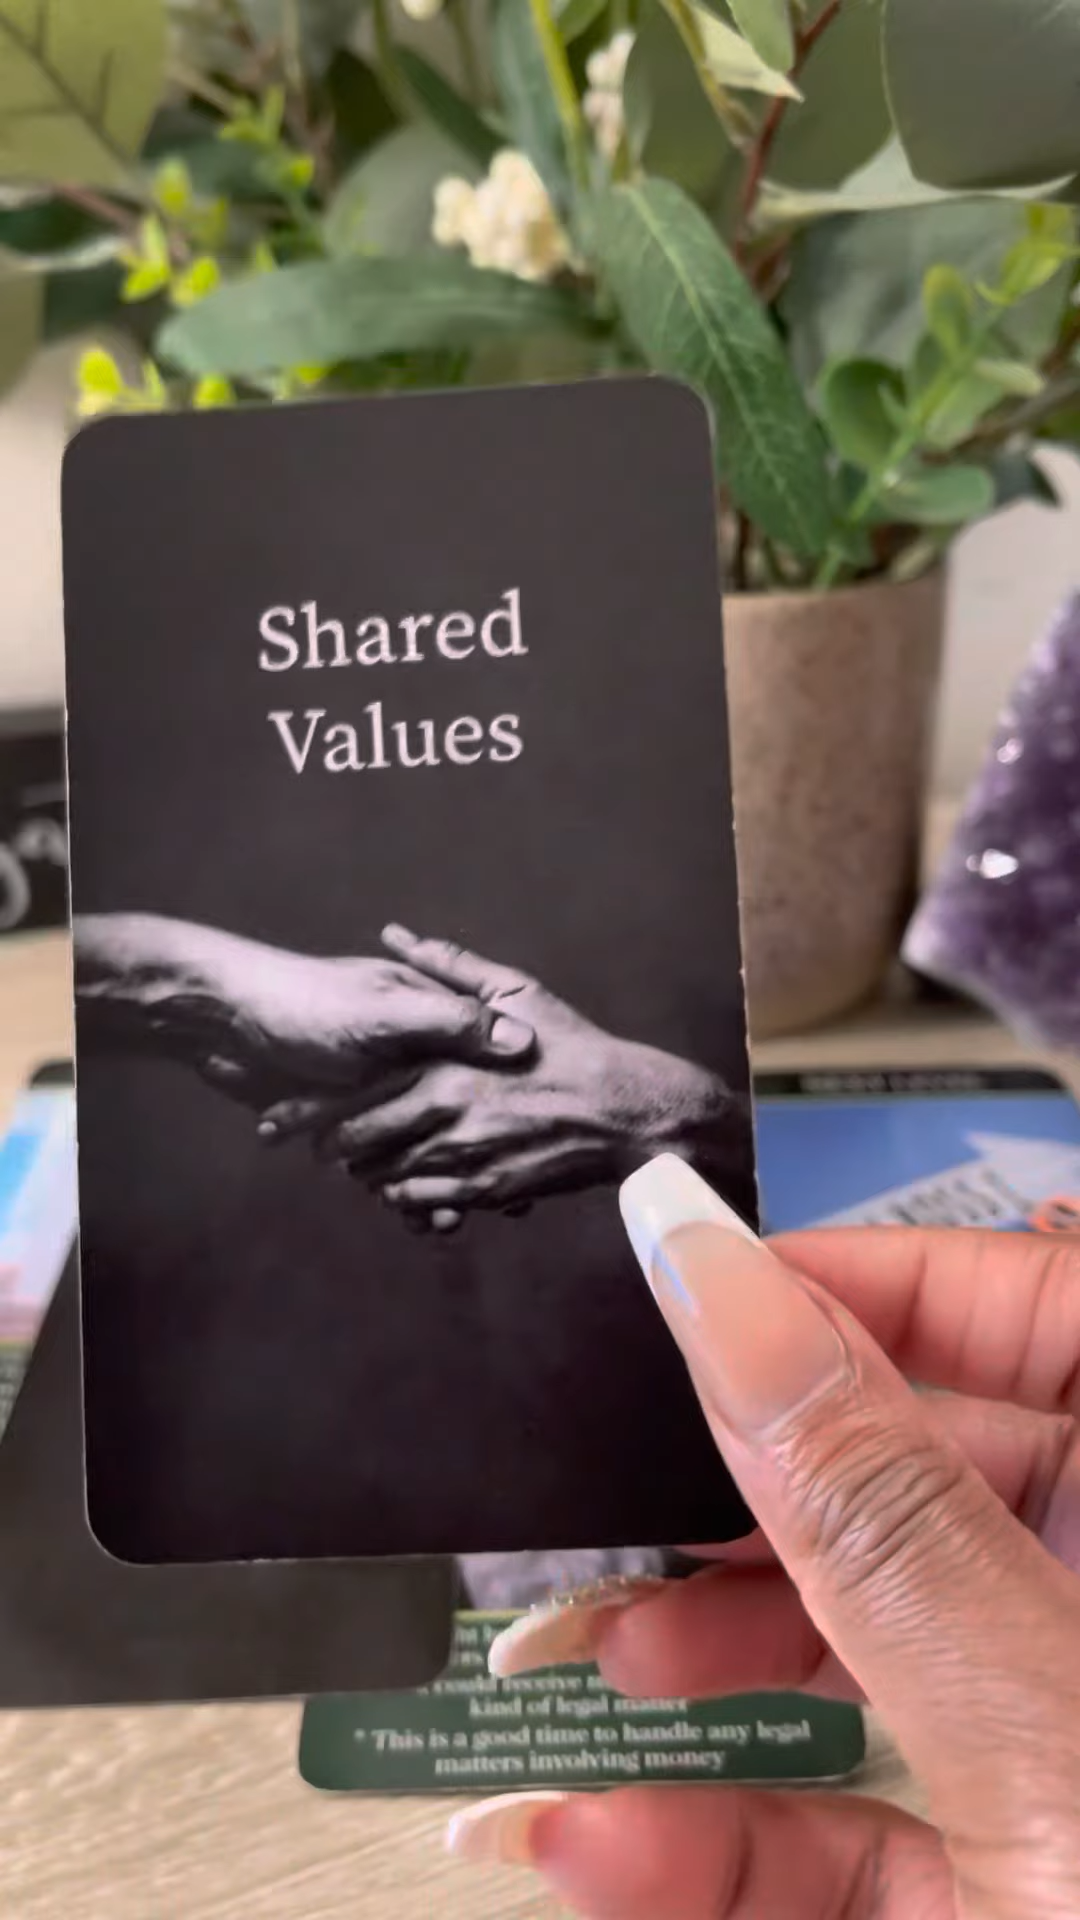 Shared
Values
could receive
kind of legal matter
* This is a good time to handle any legal
matters involving money